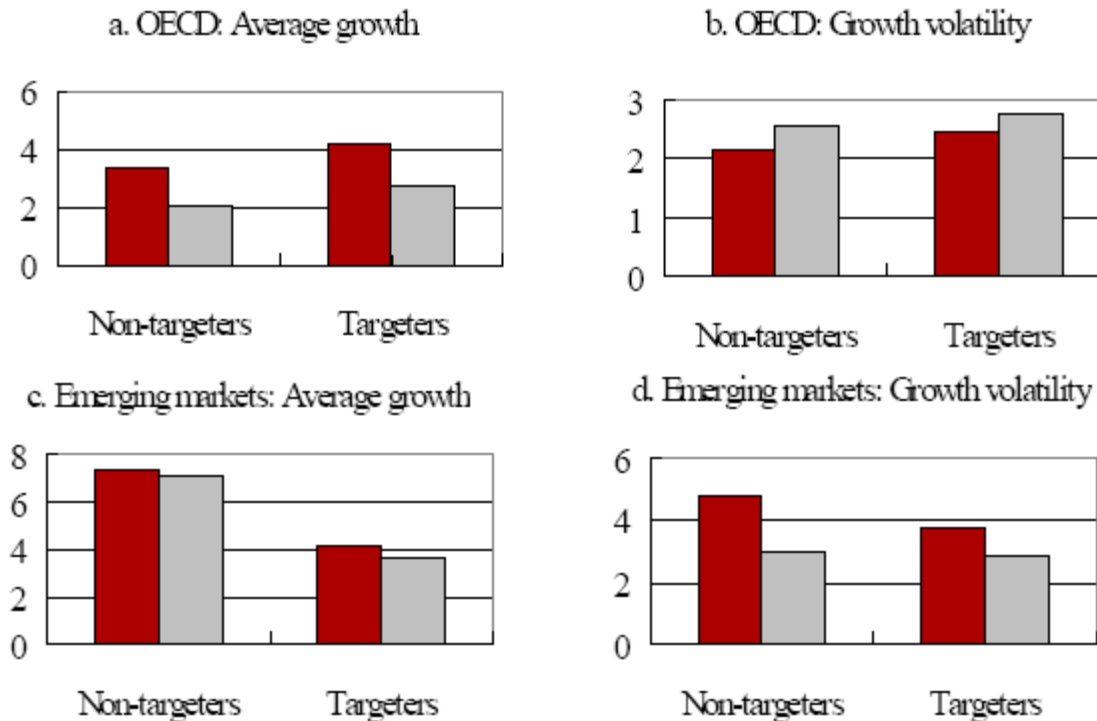 a. OECD: Average growth
b. OECD: Growth volatility
6
4
2
0
Non-targeters Targeters
3
2
1
0
Non-targeters Targeters
c. Emerging markets: Average growth
d. Emerging markets: Growth volatility
8
6
4
2
0
Non-targeters Targeters
6
4
2
0
Non-targeters Targeters